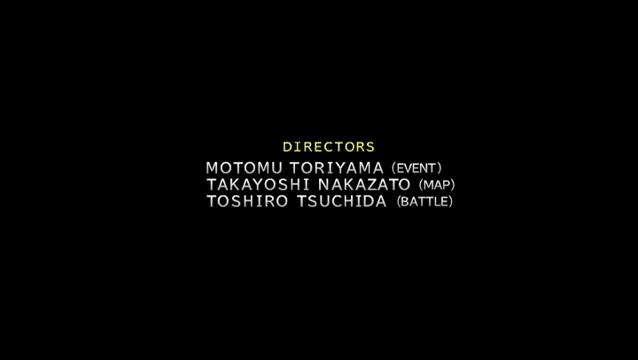 DIRECTORS
MOTOMU TORIYAMA (EVENT)
TAKAYOSHI NAKAZATO (MAP)
TOSHIRO TSUCHIDA (BATTLE)